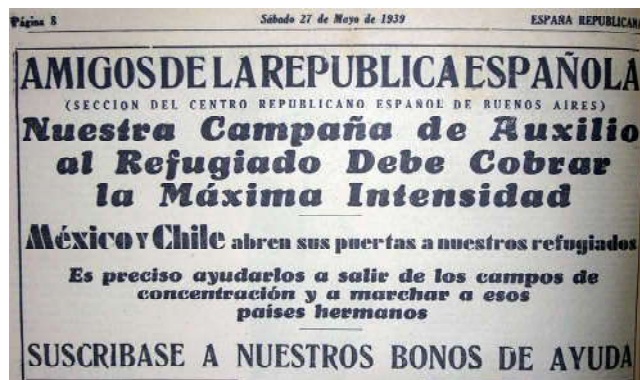 Página 8 Sábado 27 de Mayo de 1939 ESPAÑA REPUBLICANA
AMIGOS DE LA REPUBLICA ESPAÑOLA
(SECCION DEL CENTRO REPUBLICANO ESPAÑOL DE BUENOS AIRES)
Nuestra Campaña de Auxilio
al Refugiado Debe Cobrar
la Máxima Intensidad
México Y Chile abren sus puertas a nuestros refugiados
Es preciso ayudarlos a salir de los campos de
concentración y a marchar a esos
países hermanos
SUSCRIBASE A NUESTROS BONOS DE AYUDA